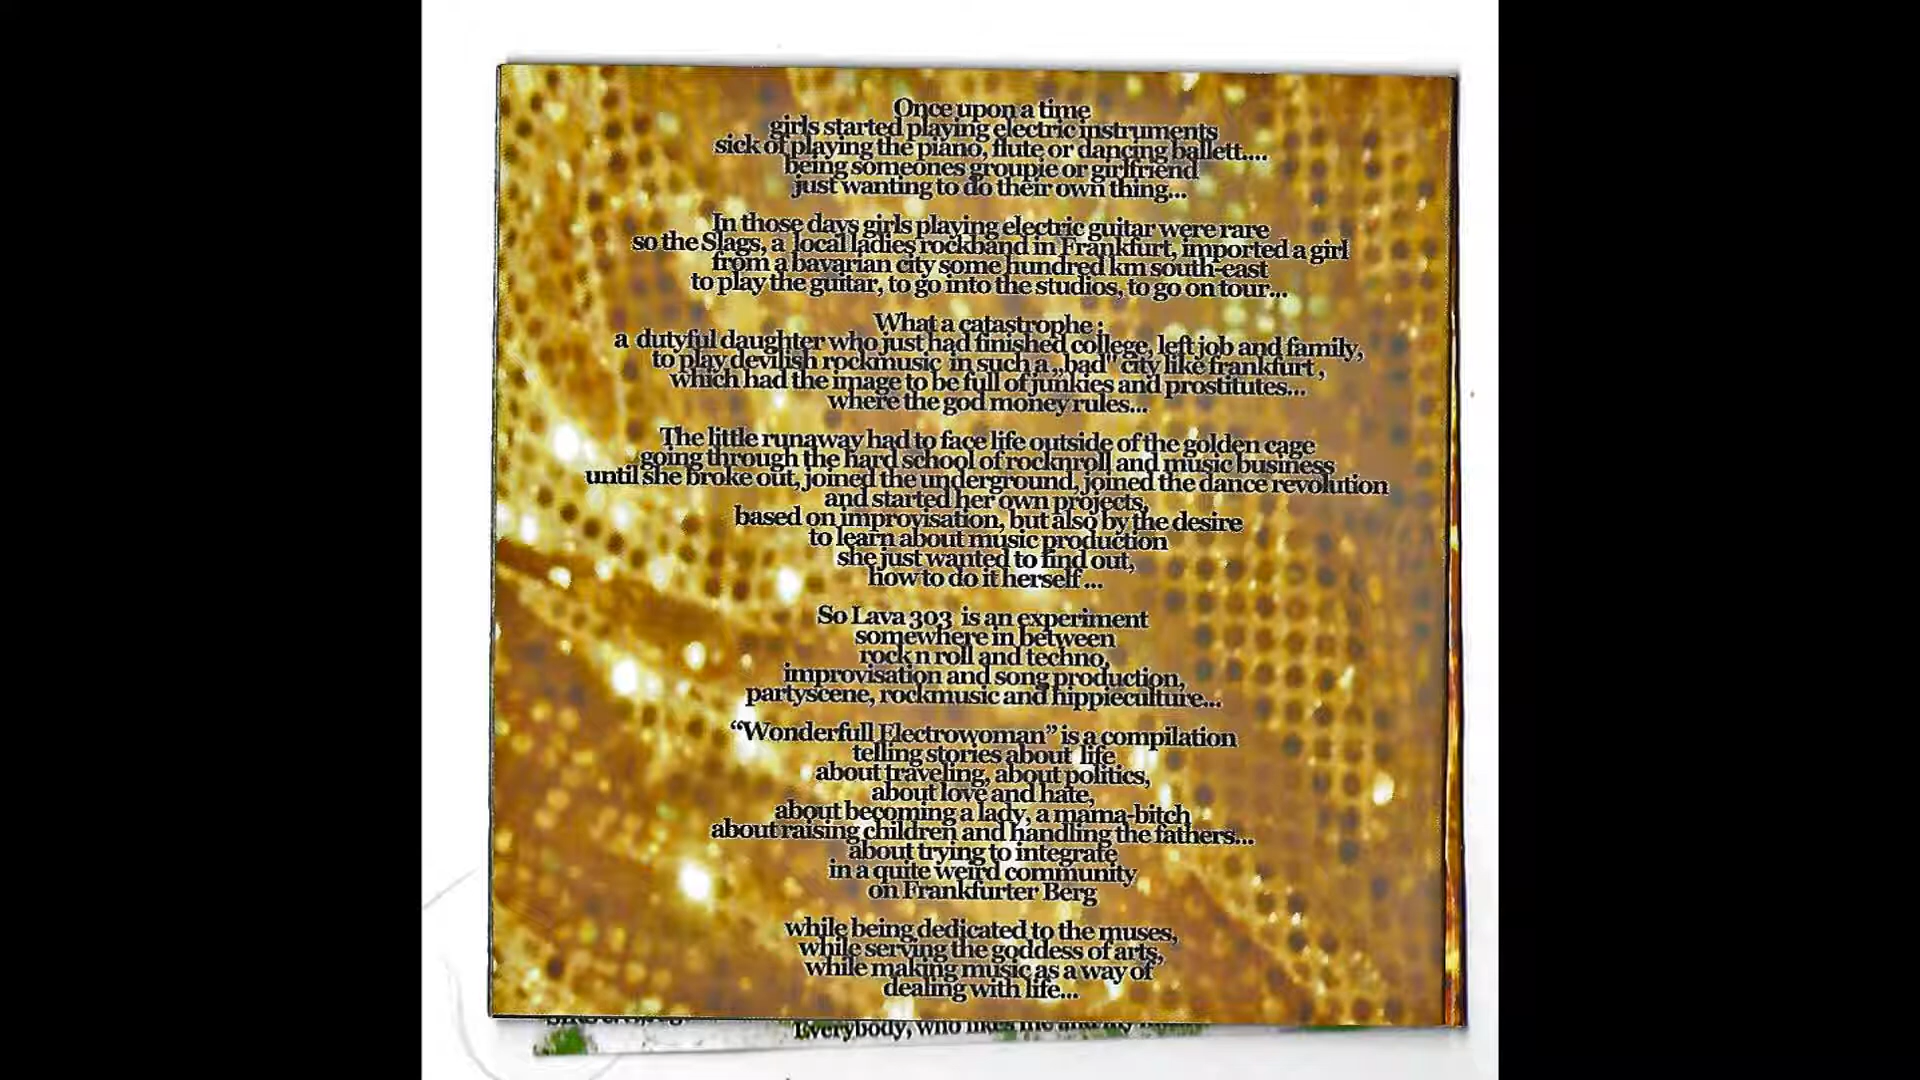 Once upon a time
girls started playing electric instruments
sick of playing the piano, flute or dancing ballett....
being someones groupie or girlfriend
just wanting to do their own thing...
In those days girls playing electric guitar were rare
so the Slags, a local ladies rockband in Frankfurt, imported a girl
from a bavarian city some hundred km south-east
to play the guitar, to go into the studios, to go on tour...
What a catastrophe :
a dutyful daughter who just had finished college, left job and family,
to play devilish rockmusic in such a „bad" city like frankfurt ,
which had the image to be full of junkies and prostitutes...
where the god money rules...
The little runaway had to face life outside of the golden cage
going through the hard school of rocknroll and music business
until she broke out, joined the underground, joined the dance revolution
and started her own projects,
based on improvisation, but also by the desire
to learn about music production
she just wanted to find out,
how to do it herself ...
So Lava 303 is an experiment
somewhere in between
rock n roll and techno,
improvisation and song production,
partyscene, rockmusic and hippieculture...
“Wonderfull Electrowoman” is a compilation
telling stories about life
about traveling, about politics,
about love and hate,
about becoming a lady, a mama-bitch
about raising children and handling the fathers...
about trying to integrate
in a quite weird community
on Frankfurter Berg
while being dedicated to the muses,
while serving the goddess of arts,
while making music as a way of
dealing with life...
Everybody, who likes me and my